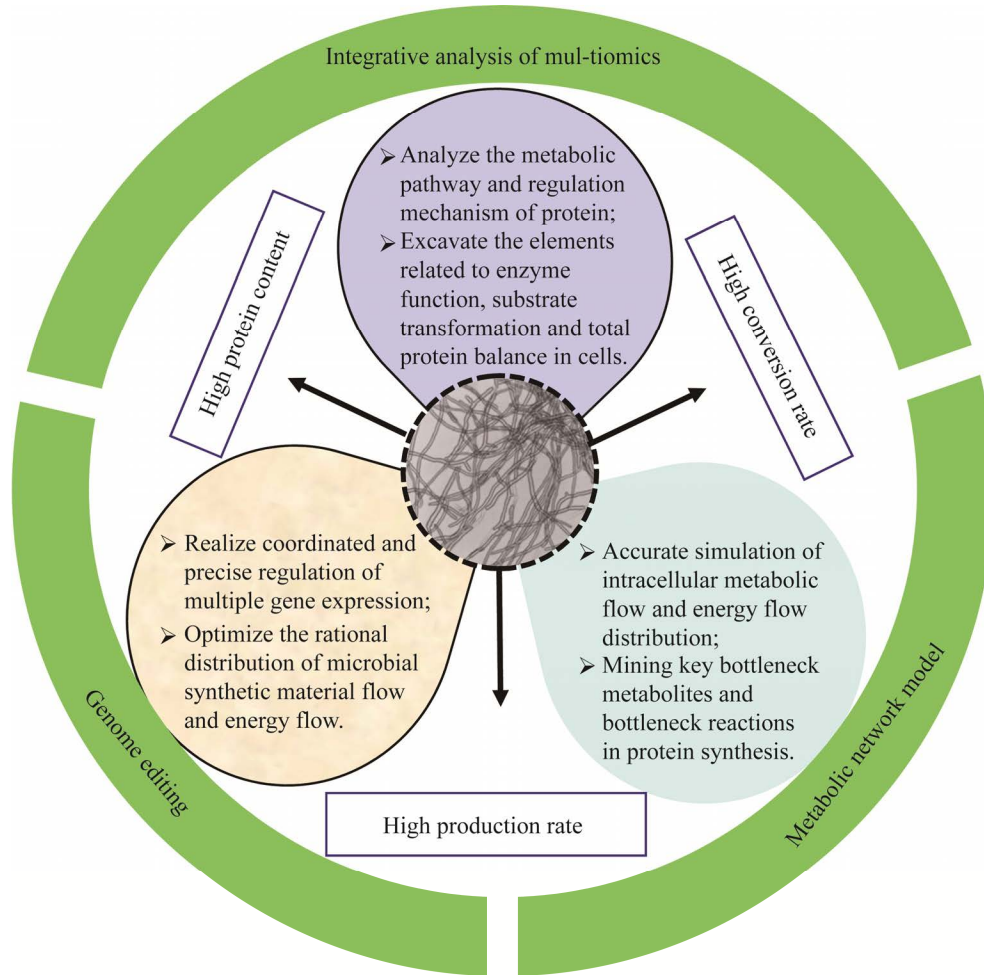 Integrative analysis of mul-tiomics
➢ Analyze the metabolic
pathway and regulation
mechanism of protein;
➢ Excavate the elements
related to enzyme
function, substrate
transformation and total
protein balance in cells.
High protein content
High conversion rate
➢ Realize coordinated and
precise regulation of
multiple gene expression;
➢ Optimize the rational
distribution of microbial
synthetic material flow
and energy flow.
➢ Accurate simulation of
intracellular metabolic
flow and energy flow
distribution;
➢ Mining key bottleneck
metabolites and
bottleneck reactions
in protein synthesis.
Genome editing
Metabolic network model
High production rate